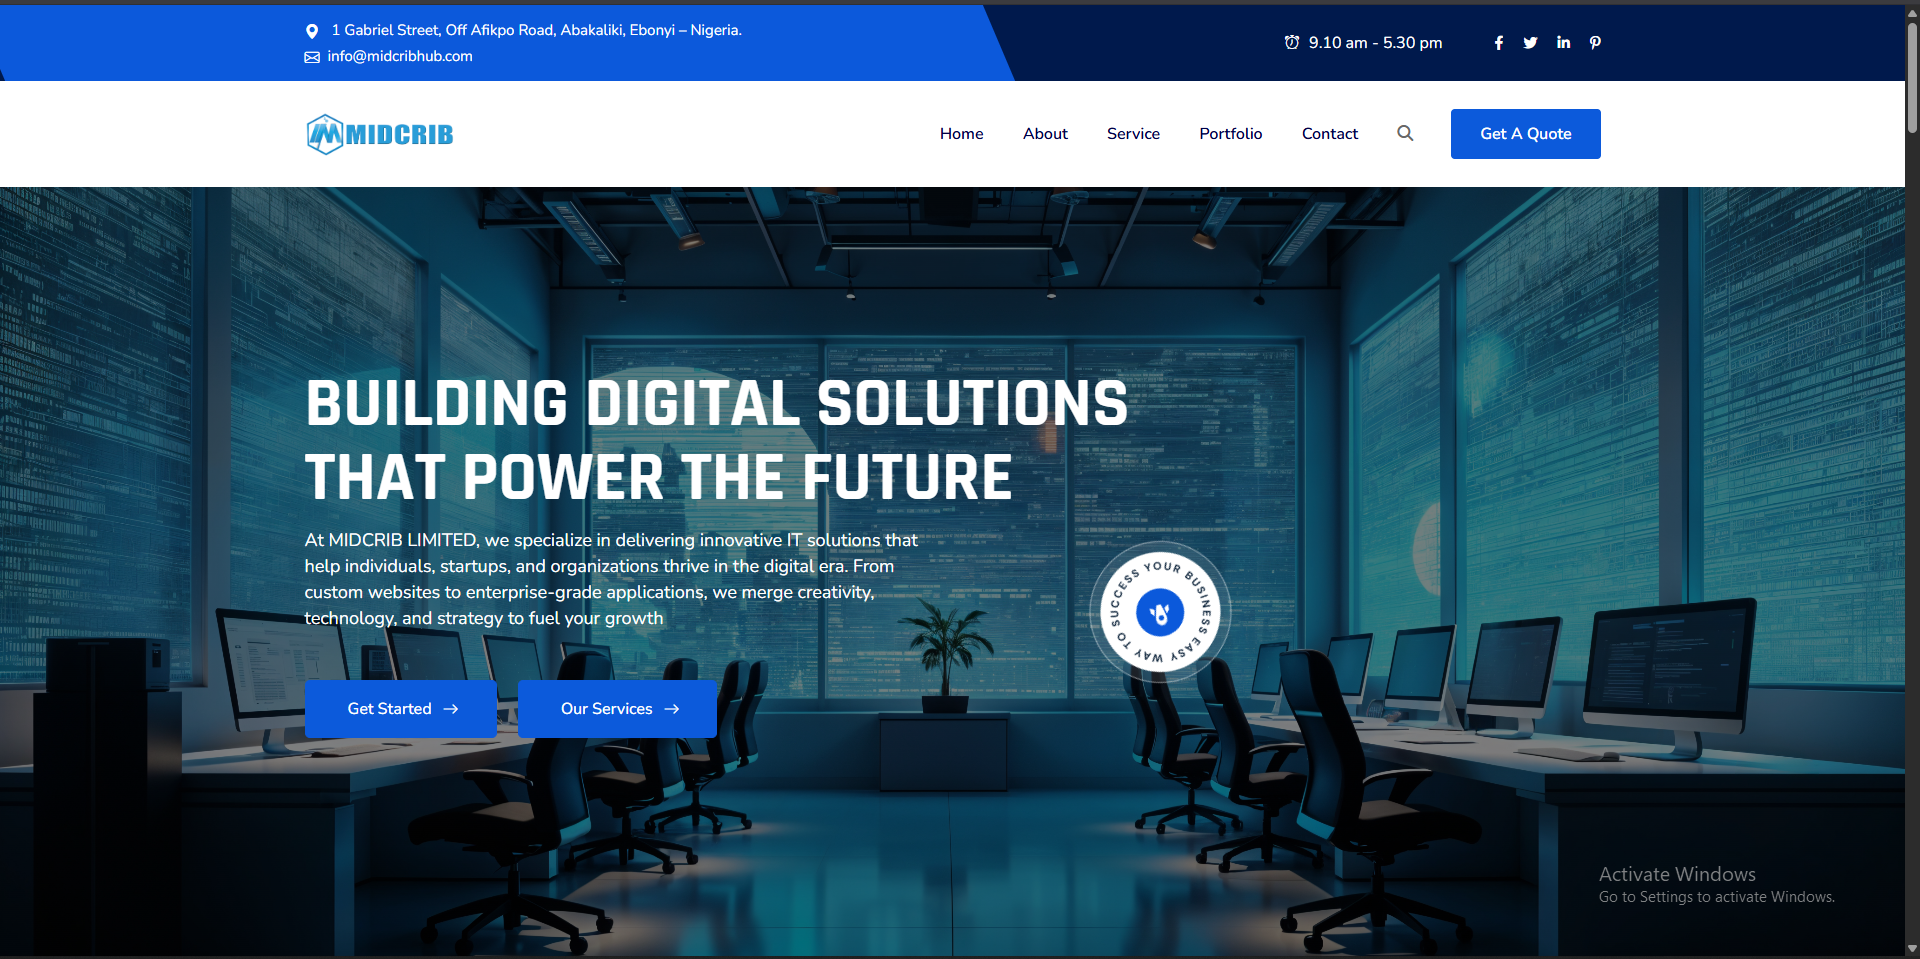 1 Gabriel Street, Off Afikpo Road, Abakaliki, Ebonyi – Nigeria.
info@midcribhub.com
9.10 am - 5.30 pm
MIDCRIB
Home
About
Service
Portfolio
Contact
Get A Quote
BUILDING DIGITAL SOLUTIONS
THAT POWER THE FUTURE
At MIDCRIB LIMITED, we specialize in delivering innovative IT solutions that
help individuals, startups, and organizations thrive in the digital era. From
custom websites to enterprise-grade applications, we merge creativity,
technology, and strategy to fuel your growth
SUCCESS YOUR BUSINESS EASY WAY TO
Get Started
Our Services
Activate Windows
Go to Settings to activate Windows.